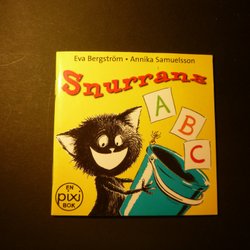 Eva Bergström • Annika Samuelsson
Snurrans
A
B
C
EN
pixi
BOK